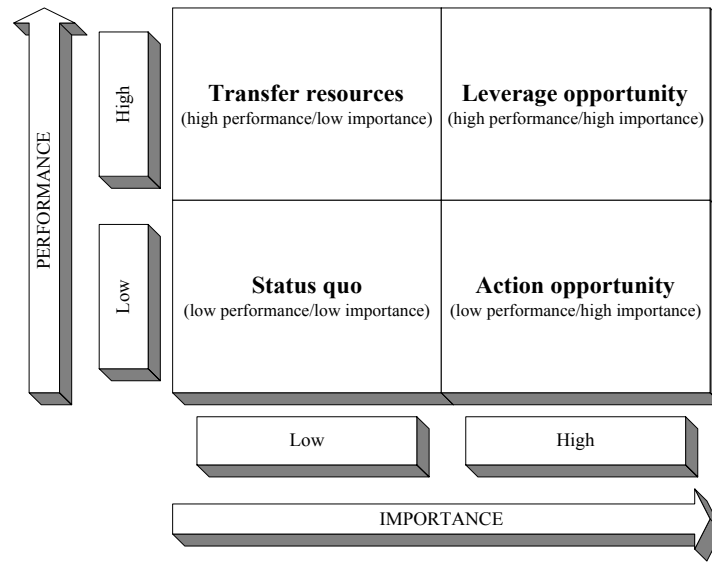 PERFORMANCE
High
Transfer resources
(high performance/low importance)
Leverage opportunity
(high performance/high importance)
Low
Status quo
(low performance/low importance)
Action opportunity
(low performance/high importance)
Low
High
IMPORTANCE